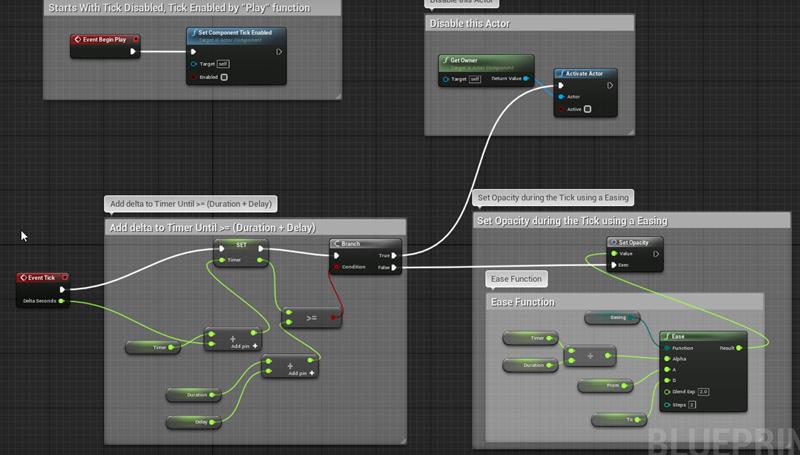 Starts With Tick Disabled, Tick Enabled by "Play" function
Event Begin Play
Set Component Tick Enabled
Target is Actor Component
Target self
Enabled
Disable this Actor
Disable this Actor
Get Owner
Target is Actor Component
Target self
Return Value
Activate Actor
Actor
Active
Add delta to Timer Until >= (Duration + Delay)
Add delta to Timer Until >= (Duration + Delay)
Event Tick
Delta Seconds
SET
Timer
Branch
Condition
True
False
>=
Timer
+
Add pin +
+
Add pin +
Duration
Delay
Set Opacity during the Tick using a Easing
Set Opacity during the Tick using a Easing
Set Opacity
Value
Exec
Ease Function
Ease Function
Easing
Timer
Duration
÷
From
To
Ease
Function
Result
Alpha
A
B
Blend Exp 2.0
Steps 2
BLUEPRIN